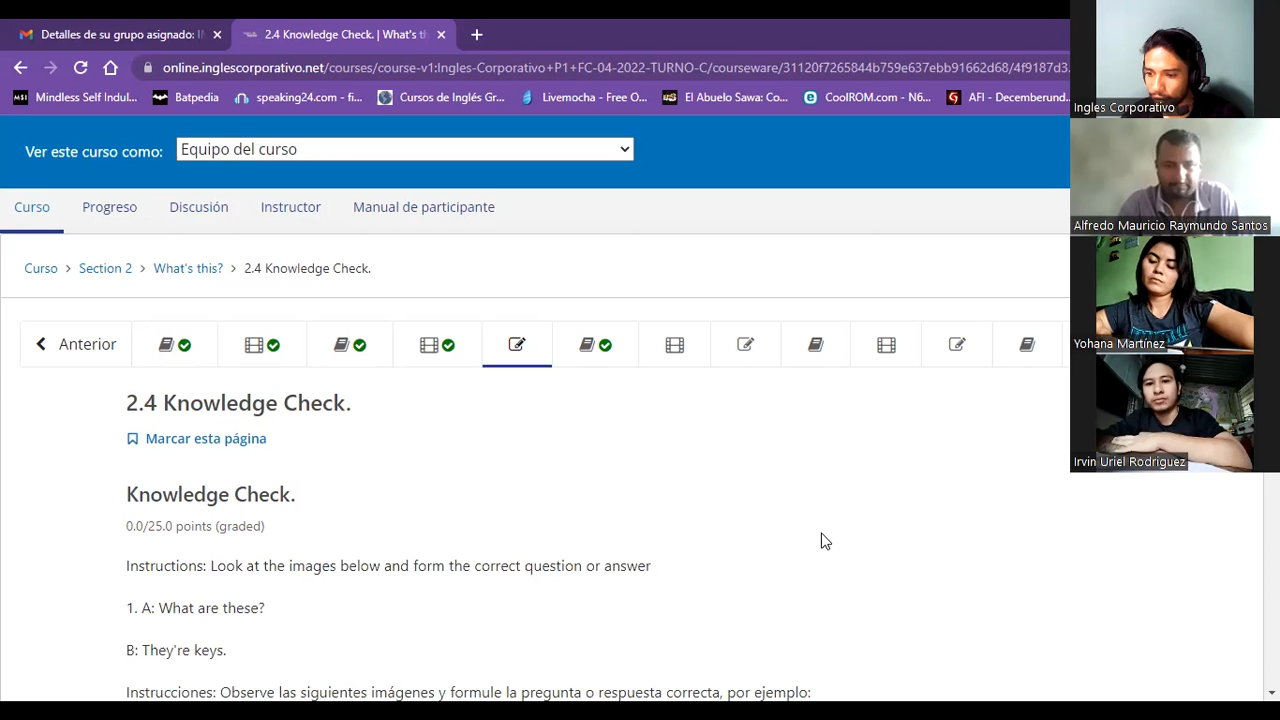 Detalles de su grupo asignado: I
2.4 Knowledge Check. | What's th
online.inglescorporativo.net/courses/course-v1:Ingles-Corporativo+P1+FC-04-2022-TURNO-C/courseware/31120f7265844b759e637ebb91662d68/4f9187d3.
Mindless Self Indul...
Batpedia
speaking24.com - fi...
Cursos de Inglés Gr...
Livemocha - Free O...
El Abuelo Sawa: Co...
CoolROM.com - N6...
AFI - Decemberund...
Ver este curso como:
Equipo del curso
Curso
Progreso
Discusión
Instructor
Manual de participante
Curso > Section 2 > What's this? > 2.4 Knowledge Check.
Anterior
2.4 Knowledge Check.
Marcar esta página
Knowledge Check.
0.0/25.0 points (graded)
Instructions: Look at the images below and form the correct question or answer
1. A: What are these?
B: They're keys.
Instrucciones: Observe las siguientes imágenes y formule la pregunta o respuesta correcta, por ejemplo:
Ingles Corporativo
Alfredo Mauricio Raymundo Santos
Yohana Martínez
Irvin Uriel Rodriguez